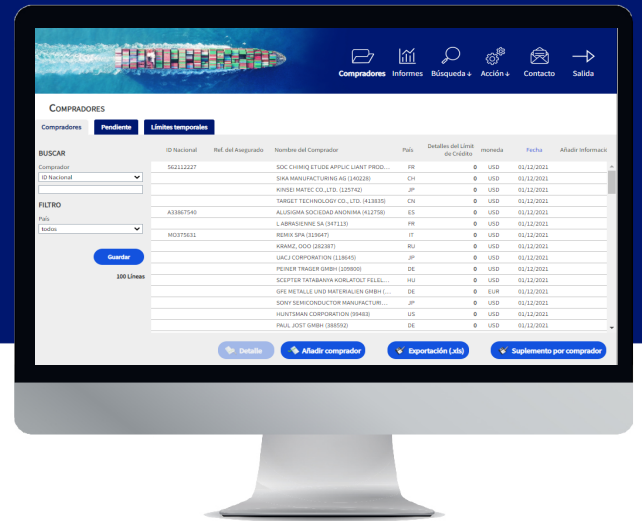 Compradores Informes Búsqueda↓ Acción↓ Contacto Salida
COMPRADORES
Compradores Pendiente Límites temporales
BUSCAR
Comprador
ID Nacional
FILTRO
País
todos
Guardar
100 Líneas
ID Nacional Ref. del Asegurado Nombre del Comprador País Detalles del Límit de Crédito moneda Fecha Añadir Informació
562112227 SOC CHIMIQ ETUDE APPLIC LIANT PROD... FR 0 USD 01/12/2021
SIKA MANUFACTURING AG (140228) CH 0 USD 01/12/2021
KINSEI MATEC CO.,LTD. (125742) JP 0 USD 01/12/2021
TARGET TECHNOLOGY CO., LTD. (413835) CN 0 USD 01/12/2021
A33867540 ALUSIGMA SOCIEDAD ANONIMA (412758) ES 0 USD 01/12/2021
L ABRASIENNE SA (347113) FR 0 USD 01/12/2021
MO375631 REMIX SPA (319647) IT 0 USD 01/12/2021
KRAMZ, OOO (282387) RU 0 USD 01/12/2021
UACJ CORPORATION (118645) JP 0 USD 01/12/2021
PEINER TRAGER GMBH (109800) DE 0 USD 01/12/2021
SCEPTER TATABANYA KORLATOLT FELEL... HU 0 USD 01/12/2021
GFE METALLE UND MATERIALIEN GMBH (... DE 0 EUR 01/12/2021
SONY SEMICONDUCTOR MANUFACTURI... JP 0 USD 01/12/2021
HUNTSMAN CORPORATION (99483) US 0 USD 01/12/2021
PAUL JOST GMBH (388592) DE 0 USD 01/12/2021
Detalle Añadir comprador Exportación (.xls) Suplemento por comprador